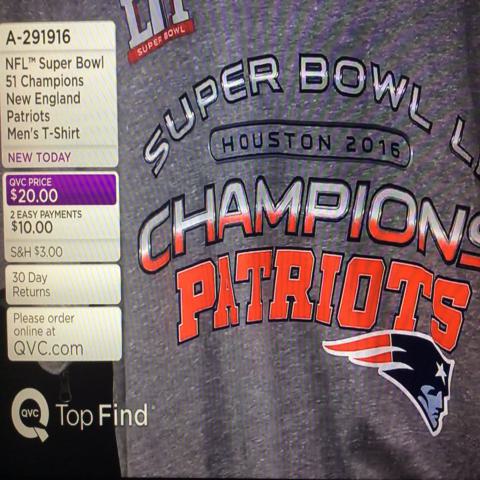 A-291916
NFL™ Super Bowl
51 Champions
New England
Patriots
Men's T-Shirt
NEW TODAY
QVC PRICE
$20.00
2 EASY PAYMENTS
$10.00
S&H $3.00
30 Day
Returns
Please order
online at
QVC.com
QVC Top Find
LI
SUPER BOWL
SUPER BOWL L
HOUSTON 2016
CHAMPIONS
PATRIOTS